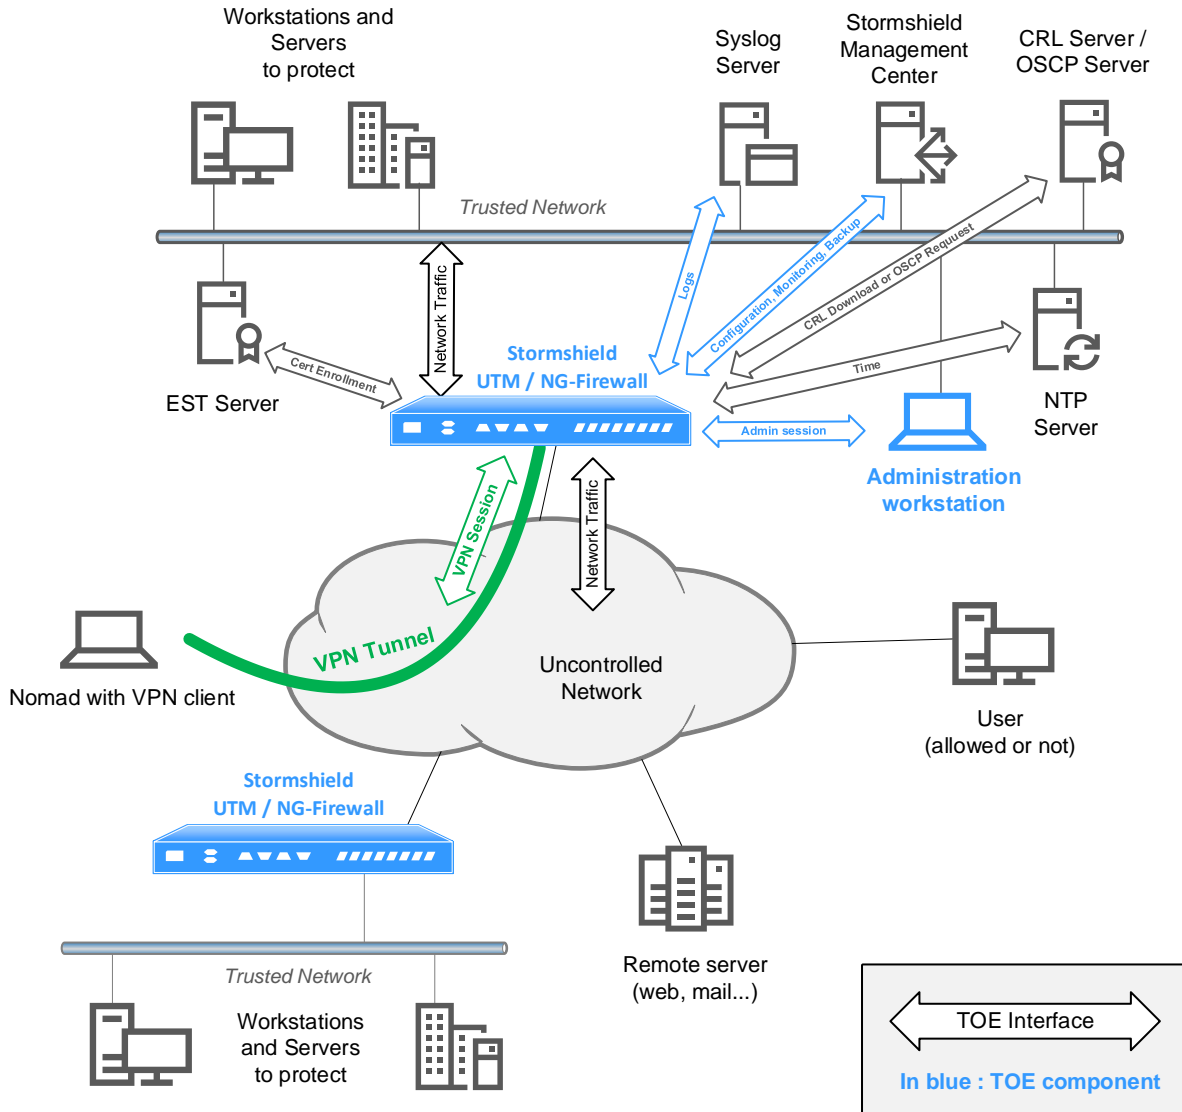 Workstations and
Servers
to protect
Syslog
Server
Stormshield
Management
Center
CRL Server /
OSCP Server
Trusted Network
Logs
Configuration, Monitoring, Backup
CRL Download or OSCP Requuest
Network Traffic
Time
Cert Enrollment
EST Server
Stormshield
UTM / NG-Firewall
Admin session
NTP
Server
Administration
workstation
VPN Session
Network Traffic
VPN Tunnel
Uncontrolled
Network
Nomad with VPN client
User
(allowed or not)
Stormshield
UTM / NG-Firewall
Trusted Network
Workstations
and Servers
to protect
Remote server
(web, mail...)
TOE Interface
In blue : TOE component